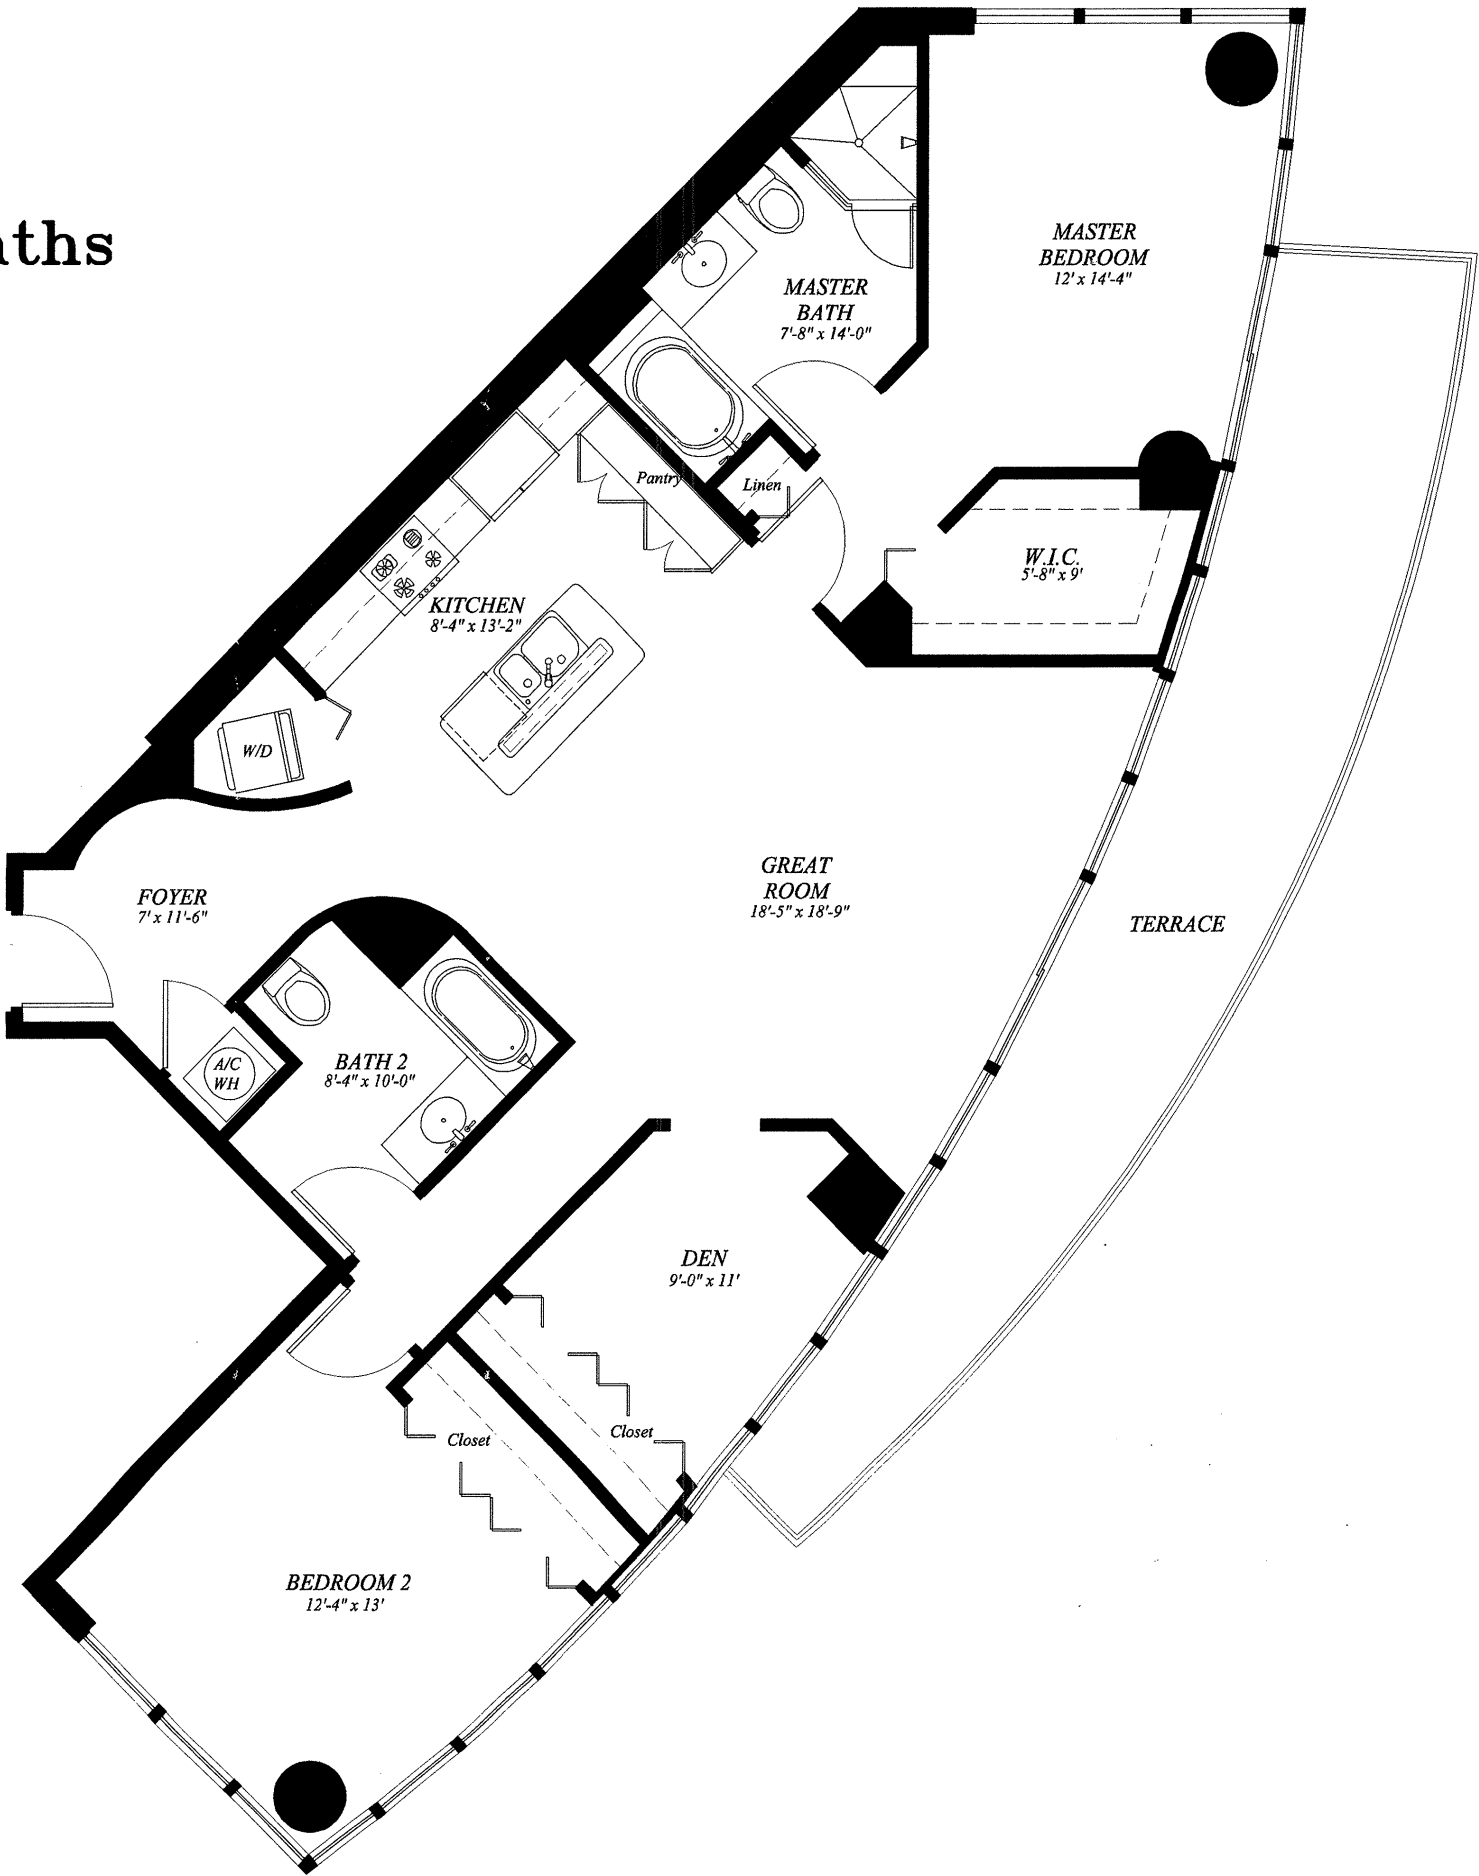 MASTER
BEDROOM
12' x 14'-4"
MASTER
BATH
7'-8" x 14'-0"
Pantry
Linen
W.I.C.
5'-8" x 9'
KITCHEN
8'-4" x 13'-2"
W/D
GREAT
ROOM
18'-5" x 18'-9"
FOYER
7' x 11'-6"
TERRACE
A/C
WH
BATH 2
8'-4" x 10'-0"
DEN
9'-0" x 11'
Closet
Closet
BEDROOM 2
12'-4" x 13'